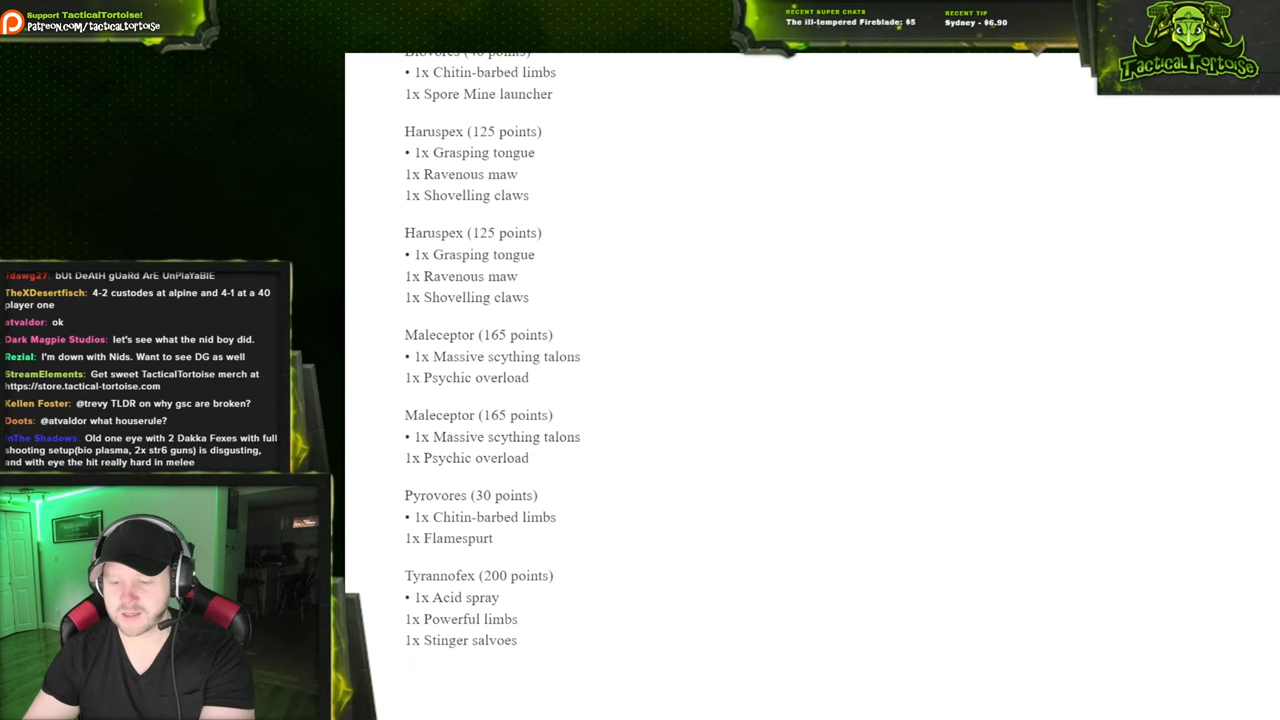 Support TacticalTortoise!
Patreon.com/tacticaltortoise
RECENT SUPER CHATS
The ill-tempered Fireblade: $5
RECENT TIP
Sydney - $6.90
TACTICALTORTOISE
Biovores (40 points)
• 1x Chitin-barbed limbs
1x Spore Mine launcher
Haruspex (125 points)
• 1x Grasping tongue
1x Ravenous maw
1x Shovelling claws
Haruspex (125 points)
• 1x Grasping tongue
1x Ravenous maw
1x Shovelling claws
Maleceptor (165 points)
• 1x Massive scything talons
1x Psychic overload
Maleceptor (165 points)
• 1x Massive scything talons
1x Psychic overload
Pyrovores (30 points)
• 1x Chitin-barbed limbs
1x Flamespurt
Tyrannofex (200 points)
• 1x Acid spray
1x Powerful limbs
1x Stinger salvoes
Tdawg27: bUt DeAtH gUaRd ArE UnPlaYaBlE
TheXDesertfisch: 4-2 custodes at alpine and 4-1 at a 40
player one
atvaldor: ok
Dark Magpie Studios: let's see what the nid boy did.
Rezial: I'm down with Nids. Want to see DG as well
StreamElements: Get sweet TacticalTortoise merch at
https://store.tactical-tortoise.com
Kellen Foster: @trevy TLDR on why gsc are broken?
Doots: @atvaldor what houserule?
InThe Shadows: Old one eye with 2 Dakka Fexes with full
shooting setup(bio plasma, 2x str6 guns) is disgusting,
and with eye the hit really hard in melee